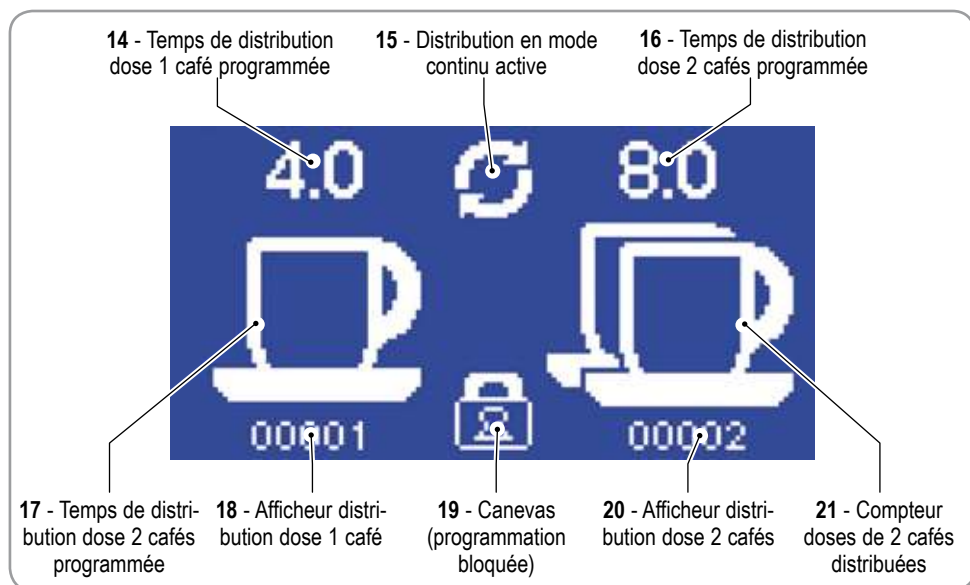 14 - Temps de distribution
dose 1 café programmée
15 - Distribution en mode
continu active
16 - Temps de distribution
dose 2 cafés programmée
4.0
8.0
00001
00002
17 - Temps de distri-
bution dose 2 cafés
programmée
18 - Afficheur distri-
bution dose 1 café
19 - Canevas
(programmation
bloquée)
20 - Afficheur distri-
bution dose 2 cafés
21 - Compteur
doses de 2 cafés
distribuées